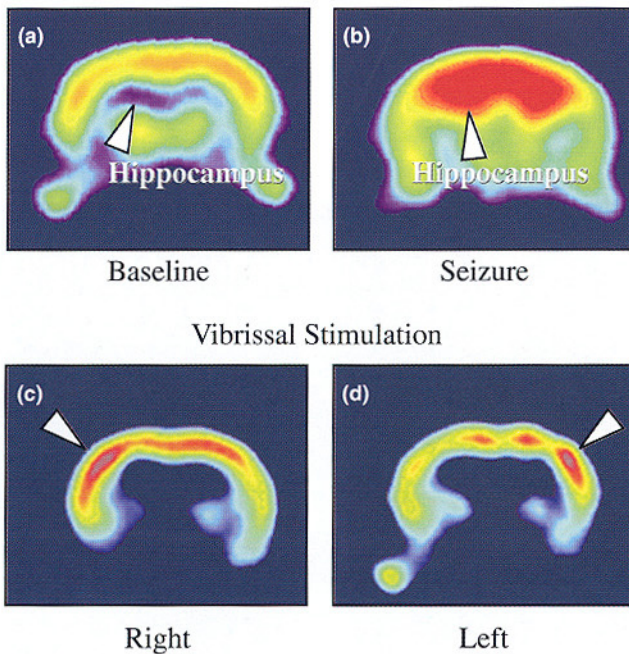 (a)
Hippocampus
Baseline
(b)
Hippocampus
Seizure
Vibrissal Stimulation
(c)
Right
(d)
Left